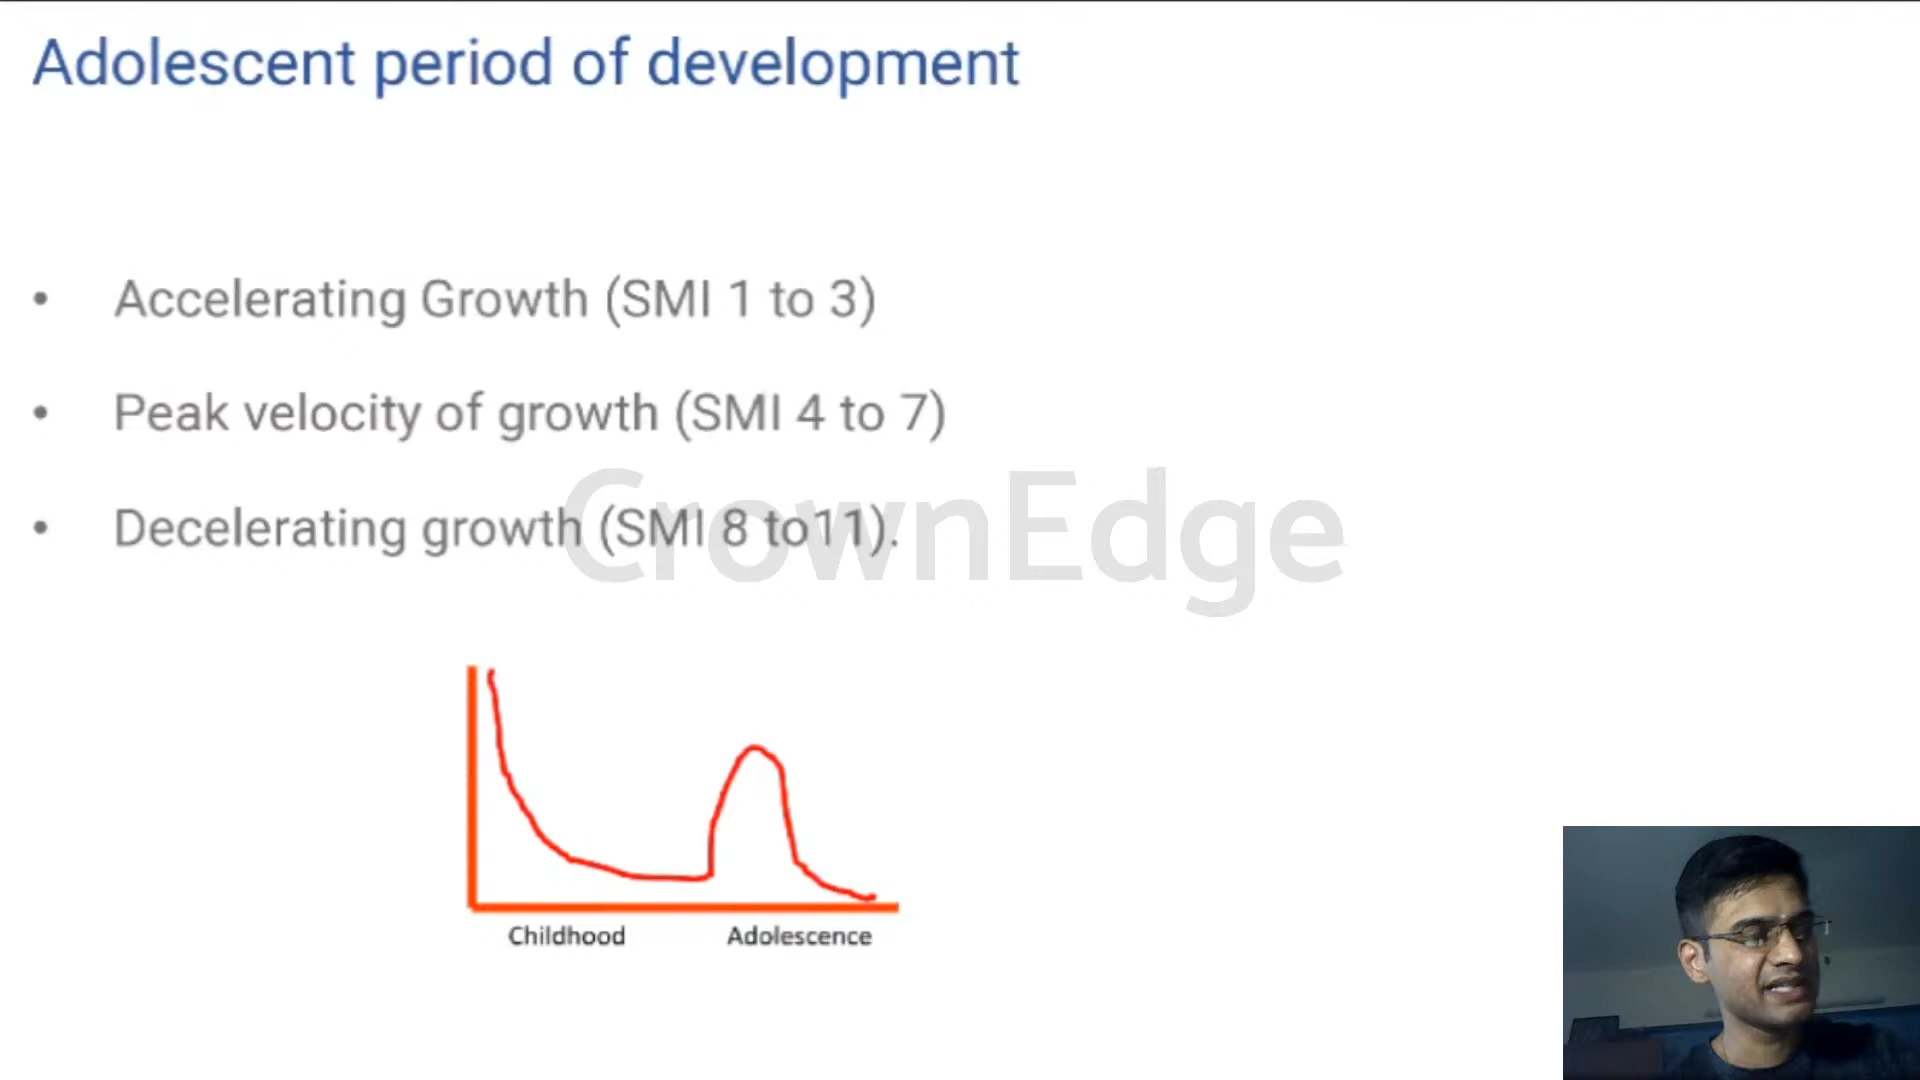 Adolescent period of development
• Accelerating Growth (SMI 1 to 3)
• Peak velocity of growth (SMI 4 to 7)
• Decelerating growth (SMI 8 to11).
CrownEdge
Childhood Adolescence